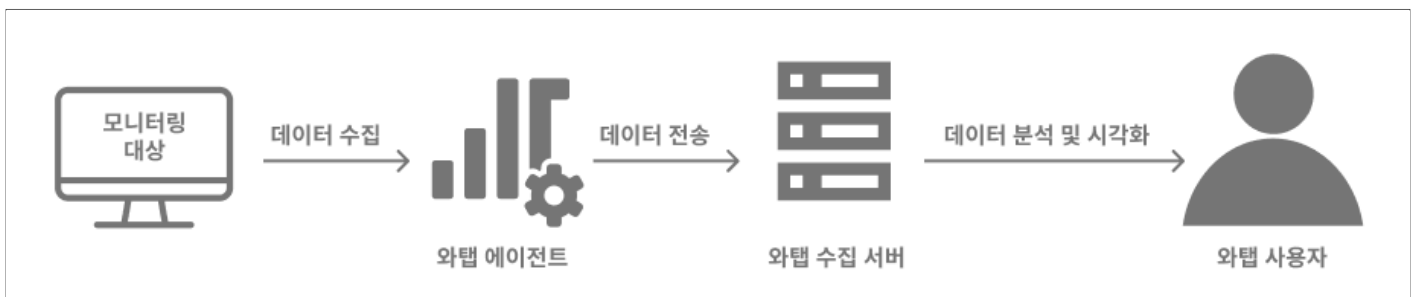 모니터링
대상
데이터 수집
데이터 전송
데이터 분석 및 시각화
와탭 에이전트
와탭 수집 서버
와탭 사용자